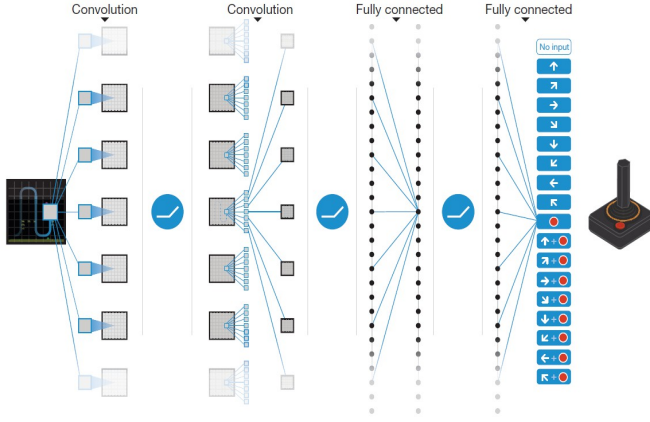 Convolution
Convolution
Fully connected
Fully connected
No input
+
+
+
+
+
+
+
+